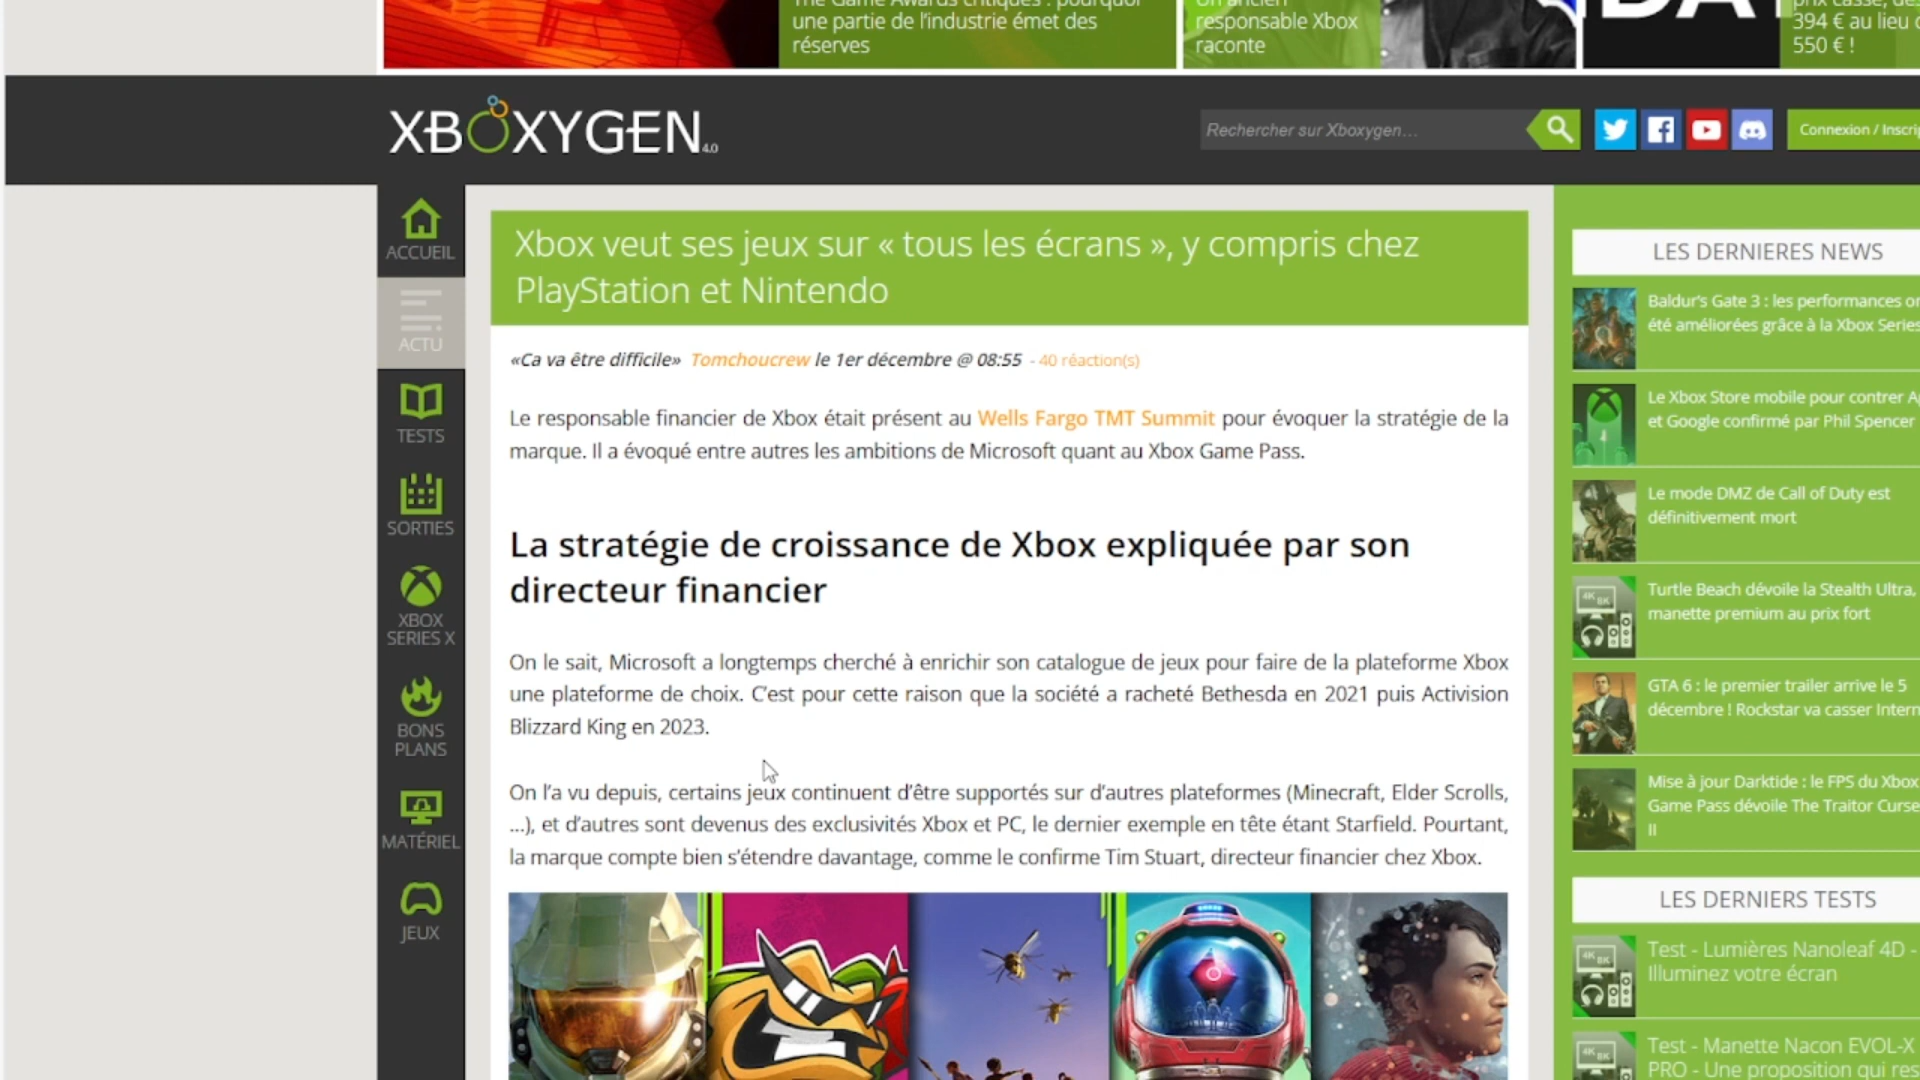 The Game Awards critiques : pourquoi
une partie de l'industrie émet des
réserves
Un ancien
responsable Xbox
raconte
prix cassé, dès
394 € au lieu
550 € !
XBOXYGEN 4.0
Rechercher sur Xboxygen...
Connexion /
ACCUEIL
ACTU
TESTS
SORTIES
XBOX
SERIES X
BONS
PLANS
MATÉRIEL
JEUX
Xbox veut ses jeux sur « tous les écrans », y compris chez
PlayStation et Nintendo
«Ca va être difficile» Tomchoucrew le 1er décembre @ 08:55 - 40 réaction(s)
Le responsable financier de Xbox était présent au Wells Fargo TMT Summit pour évoquer la stratégie de la
marque. Il a évoqué entre autres les ambitions de Microsoft quant au Xbox Game Pass.
La stratégie de croissance de Xbox expliquée par son
directeur financier
On le sait, Microsoft a longtemps cherché à enrichir son catalogue de jeux pour faire de la plateforme Xbox
une plateforme de choix. C'est pour cette raison que la société a racheté Bethesda en 2021 puis Activision
Blizzard King en 2023.
On l'a vu depuis, certains jeux continuent d'être supportés sur d'autres plateformes (Minecraft, Elder Scrolls,
...), et d'autres sont devenus des exclusivités Xbox et PC, le dernier exemple en tête étant Starfield. Pourtant,
la marque compte bien s'étendre davantage, comme le confirme Tim Stuart, directeur financier chez Xbox.
LES DERNIERES NEWS
Baldur's Gate 3 : les performances
été améliorées grâce à la Xbox Series
Le Xbox Store mobile pour contrer
et Google confirmé par Phil Spencer
Le mode DMZ de Call of Duty est
définitivement mort
Turtle Beach dévoile la Stealth Ultra,
manette premium au prix fort
GTA 6 : le premier trailer arrive le 5
décembre ! Rockstar va casser
Mise à jour Darktide : le FPS du Xbox
Game Pass dévoile The Traitor
II
LES DERNIERS TESTS
Test - Lumières Nanoleaf 4D -
Illuminez votre écran
Test - Manette Nacon EVOL-X
PRO - Une proposition qui